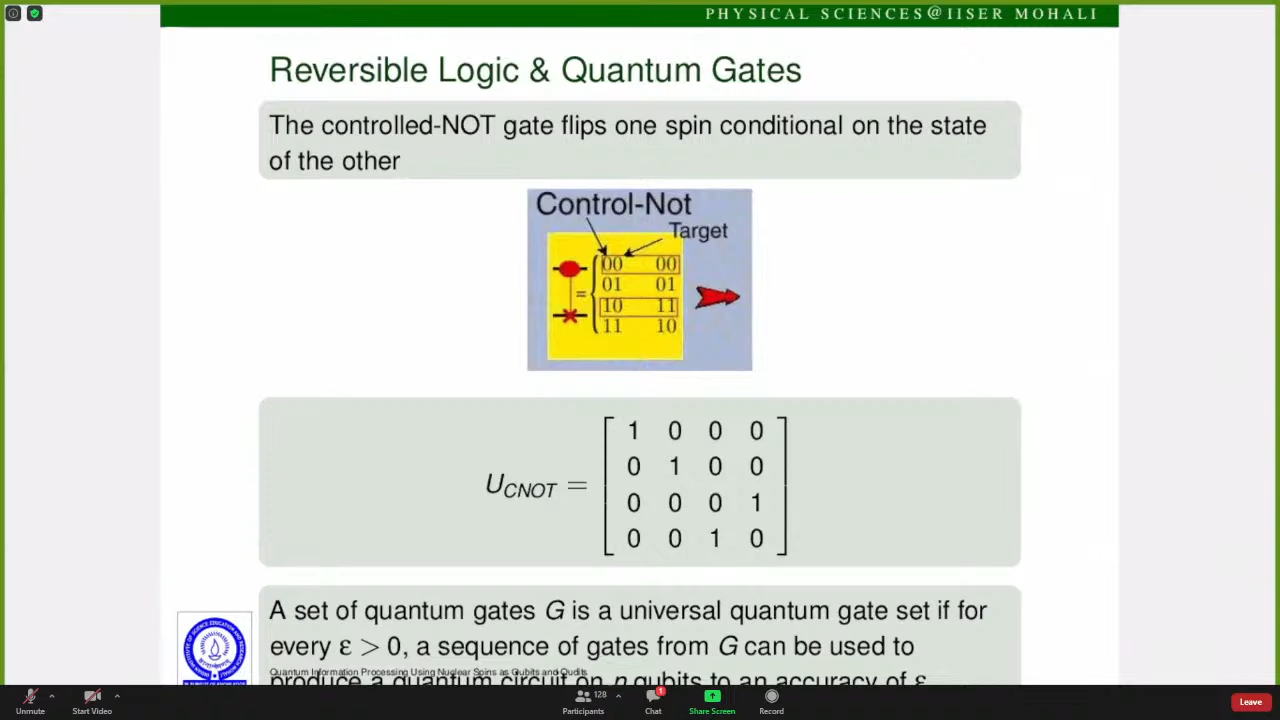 PHYSICAL SCIENCES@IISER MOHALI
Reversible Logic & Quantum Gates
The controlled-NOT gate flips one spin conditional on the state
of the other
Control-Not
Target
00 00
01 01
= 10 11
11 10
1 0 0 0
0 1 0 0
U_CNOT =
0 0 0 1
0 0 1 0
A set of quantum gates G is a universal quantum gate set if for
every ε > 0, a sequence of gates from G can be used to
Quantum Information Processing Using Nuclear Spins as Qubits and Qudits
produce a quantum circuit on n qubits to an accuracy of ε
Unmute
Start Video
128
Participants
1
Chat
Share Screen
Record
Leave